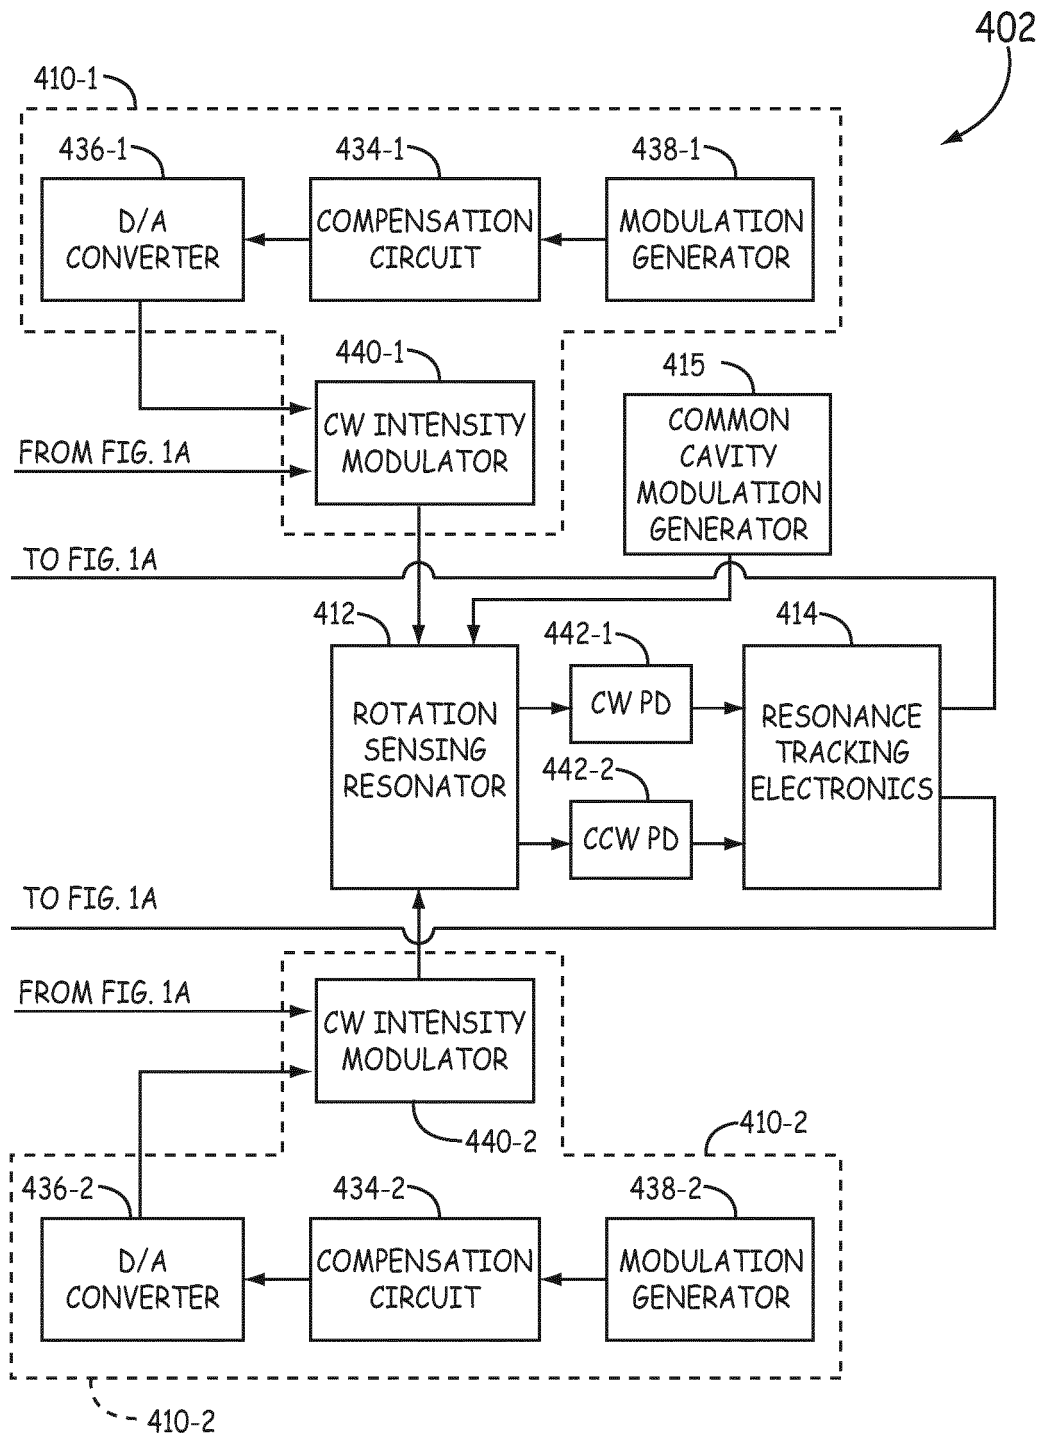 402
410-1
436-1
434-1
438-1
D/A
CONVERTER
COMPENSATION
CIRCUIT
MODULATION
GENERATOR
440-1
415
CW INTENSITY
MODULATOR
FROM FIG. 1A
COMMON
CAVITY
MODULATION
GENERATOR
TO FIG. 1A
412
442-1
414
ROTATION
SENSING
RESONATOR
CW PD
RESONANCE
TRACKING
ELECTRONICS
442-2
CCW PD
TO FIG. 1A
FROM FIG. 1A
CW INTENSITY
MODULATOR
440-2
410-2
436-2
434-2
438-2
D/A
CONVERTER
COMPENSATION
CIRCUIT
MODULATION
GENERATOR
410-2